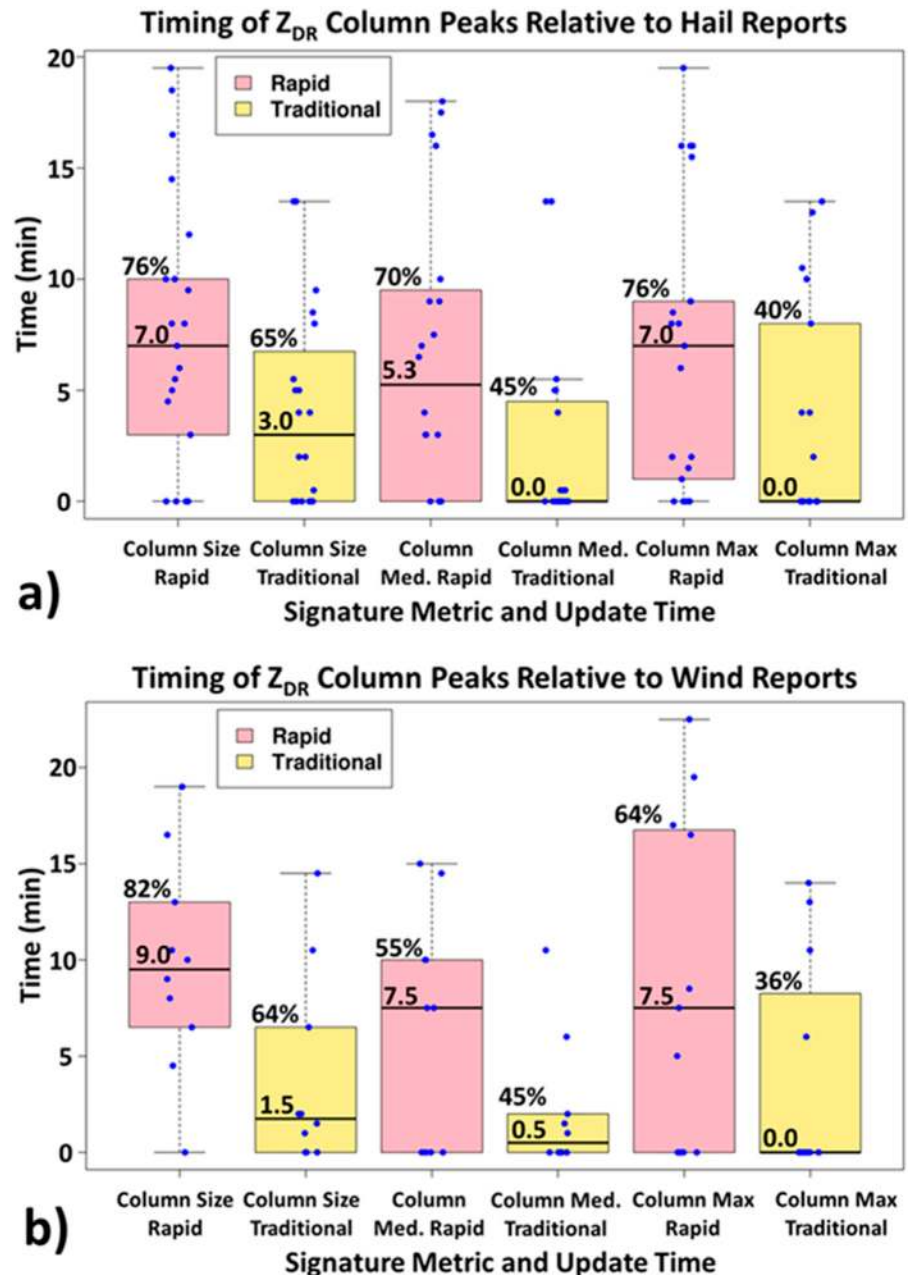 Timing of ZDR Column Peaks Relative to Hail Reports
Rapid
Traditional
Time (min)
20
15
10
5
0
76%
7.0
65%
3.0
70%
5.3
45%
0.0
76%
7.0
40%
0.0
Column Size Rapid
Column Size Traditional
Column Med. Rapid
Column Med. Traditional
Column Max Rapid
Column Max Traditional
a)
Signature Metric and Update Time
Timing of ZDR Column Peaks Relative to Wind Reports
Rapid
Traditional
Time (min)
20
15
10
5
0
82%
9.0
64%
1.5
55%
7.5
45%
0.5
64%
7.5
36%
0.0
Column Size Rapid
Column Size Traditional
Column Med. Rapid
Column Med. Traditional
Column Max Rapid
Column Max Traditional
b)
Signature Metric and Update Time